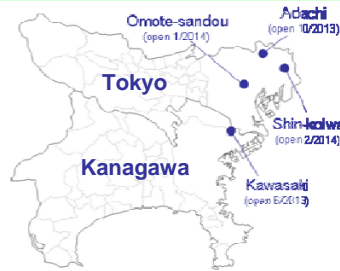 Adachi
(open 10/2013)
Omote-sandou
(open 1/2014)
Tokyo
Shin-koiwa
(open 2/2014)
Kanagawa
Kawasaki
(open 6/2013)